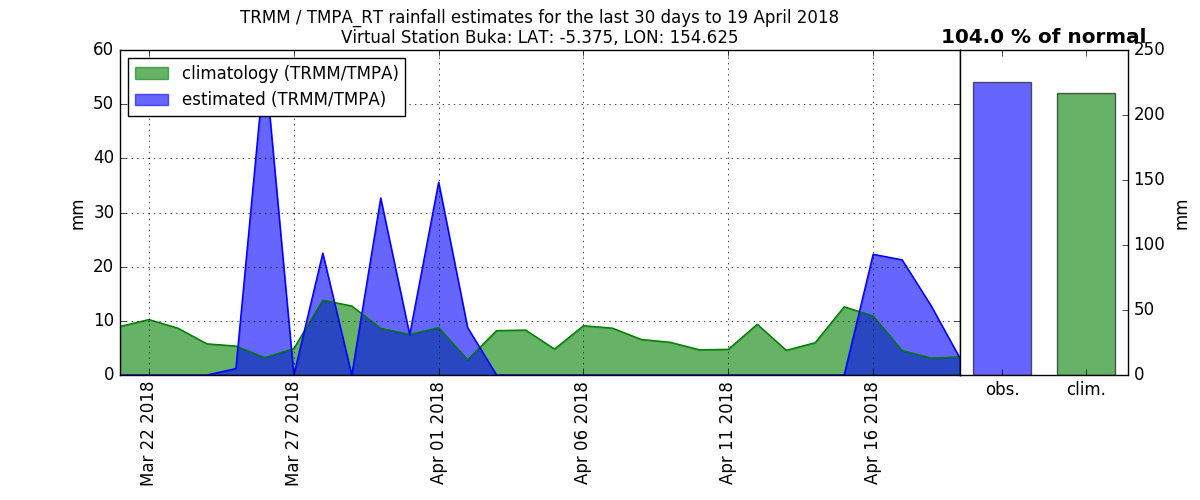 TRMM / TMPA_RT rainfall estimates for the last 30 days to 19 April 2018
Virtual Station Buka: LAT: -5.375, LON: 154.625
104.0 % of normal
climatology (TRMM/TMPA)
estimated (TRMM/TMPA)
60
50
40
30
20
10
0
mm
Mar 22 2018
Mar 27 2018
Apr 01 2018
Apr 06 2018
Apr 11 2018
Apr 16 2018
obs.
clim.
250
200
150
100
50
0
mm